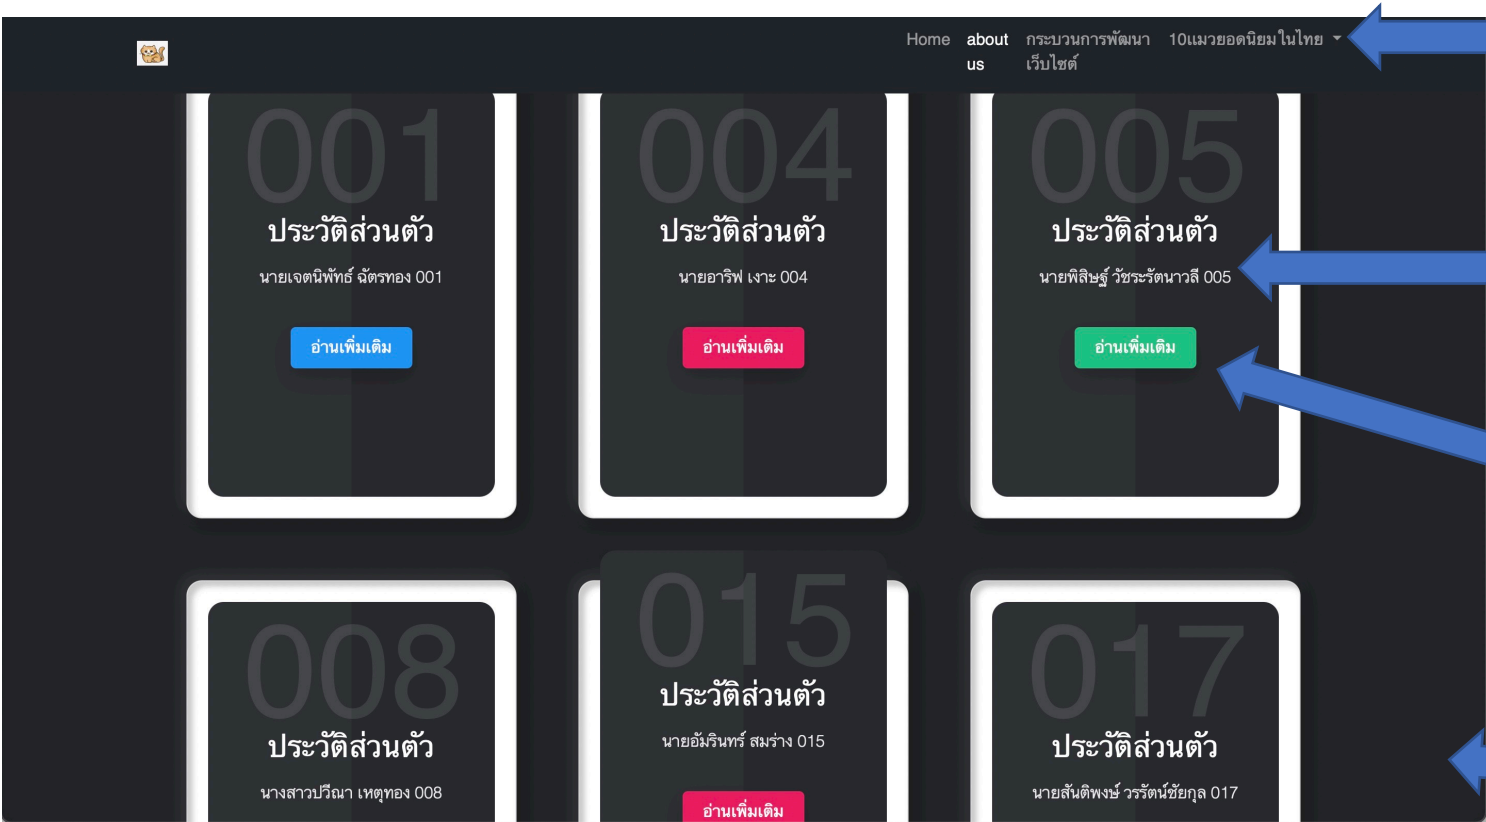 Home about us กระบวนการพัฒนา เว็บไซต์ 10แมวยอดนิยมในไทย
001
ประวัติส่วนตัว
นายเจตนิพัทธ์ ฉัตรทอง 001
อ่านเพิ่มเติม
004
ประวัติส่วนตัว
นายอาริฟ เงาะ 004
อ่านเพิ่มเติม
005
ประวัติส่วนตัว
นายพิสิษฐ์ วัชระรัตนาวลี 005
อ่านเพิ่มเติม
008
ประวัติส่วนตัว
นางสาวปวีณา เหตุทอง 008
015
ประวัติส่วนตัว
นายอัมรินทร์ สมร่าง 015
อ่านเพิ่มเติม
017
ประวัติส่วนตัว
นายสันติพงษ์ วรรัตน์ชัยกุล 017